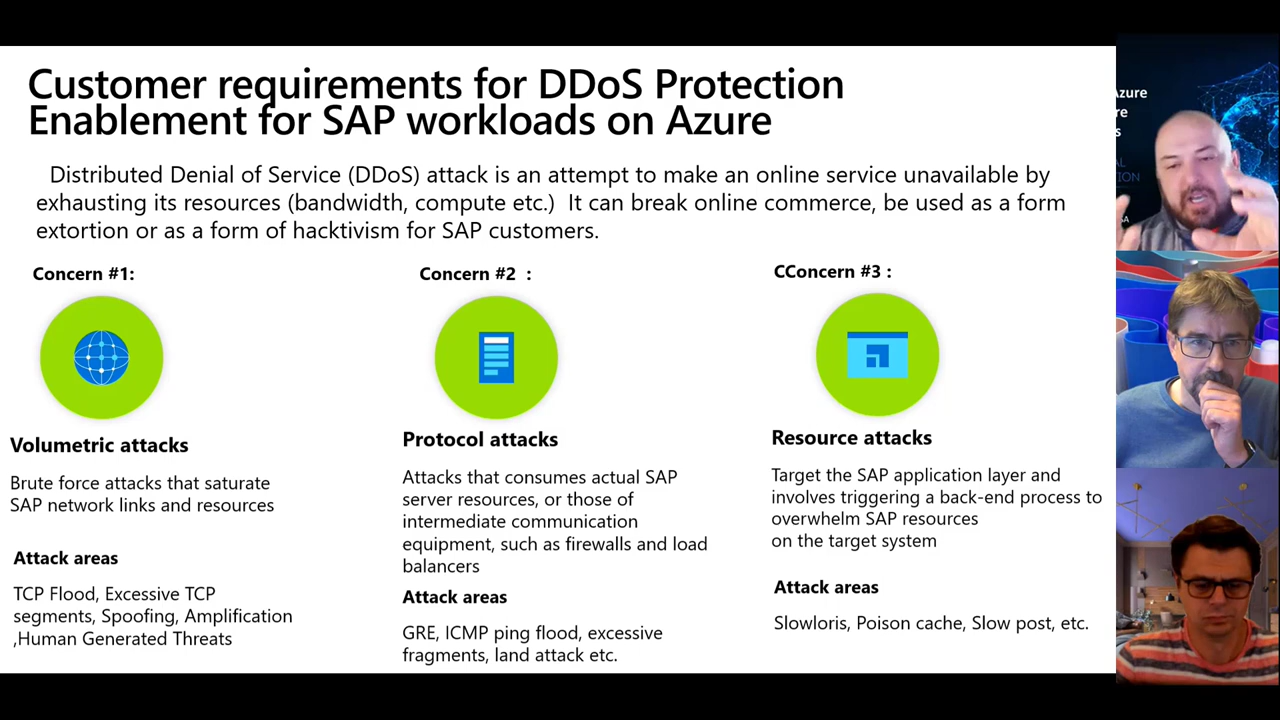 Customer requirements for DDoS Protection
Enablement for SAP workloads on Azure
Distributed Denial of Service (DDoS) attack is an attempt to make an online service unavailable by
exhausting its resources (bandwidth, compute etc.) It can break online commerce, be used as a form
extortion or as a form of hacktivism for SAP customers.
Concern #1:
Volumetric attacks
Brute force attacks that saturate
SAP network links and resources
Attack areas
TCP Flood, Excessive TCP
segments, Spoofing, Amplification
,Human Generated Threats
Concern #2 :
Protocol attacks
Attacks that consumes actual SAP
server resources, or those of
intermediate communication
equipment, such as firewalls and load
balancers
Attack areas
GRE, ICMP ping flood, excessive
fragments, land attack etc.
CConcern #3 :
Resource attacks
Target the SAP application layer and
involves triggering a back-end process to
overwhelm SAP resources
on the target system
Attack areas
Slowloris, Poison cache, Slow post, etc.
Azure